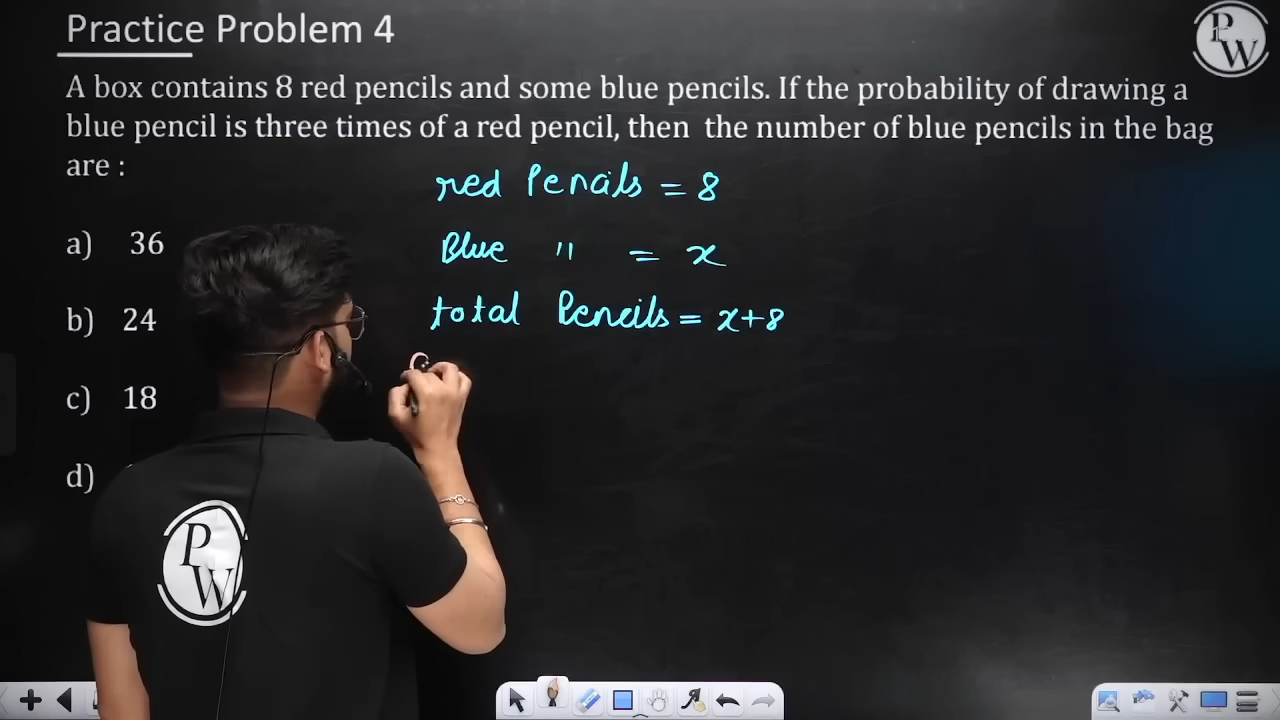 Practice Problem 4
PW
A box contains 8 red pencils and some blue pencils. If the probability of drawing a
blue pencil is three times of a red pencil, then the number of blue pencils in the bag
are :
red Pencils = 8
Blue " = x
total Pencils = x+8
a) 36
b) 24
c) 18
d)
PW